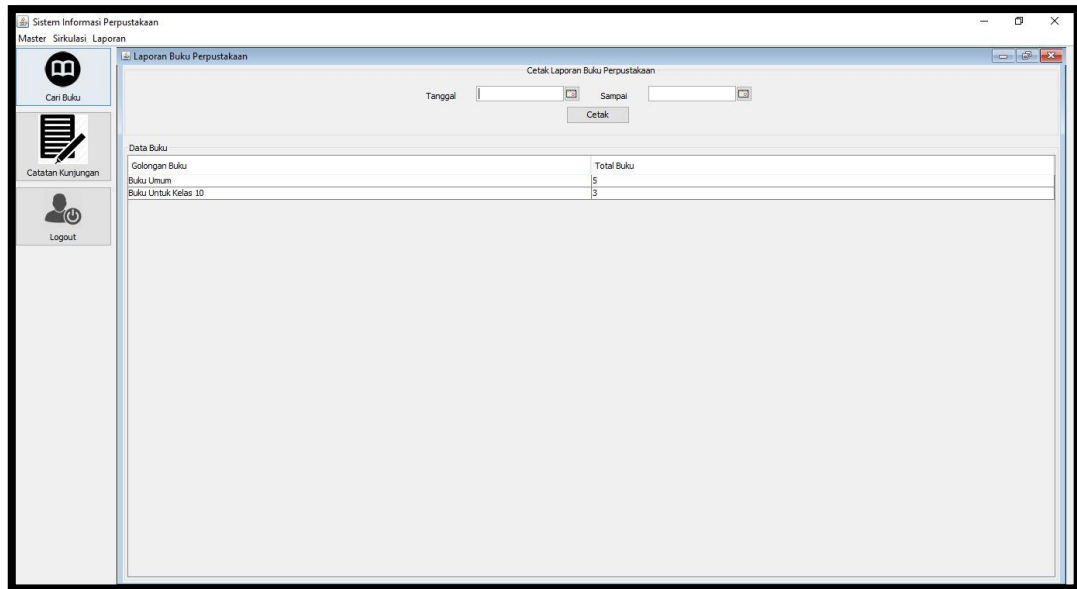 Sistem Informasi Perpustakaan
Master Sirkulasi Laporan
Cari Buku
Catatan Kunjungan
Logout
Laporan Buku Perpustakaan
Cetak Laporan Buku Perpustakaan
Tanggal Sampai
Cetak
Data Buku
Golongan Buku Total Buku
Buku Umum 5
Buku Untuk Kelas 10 3